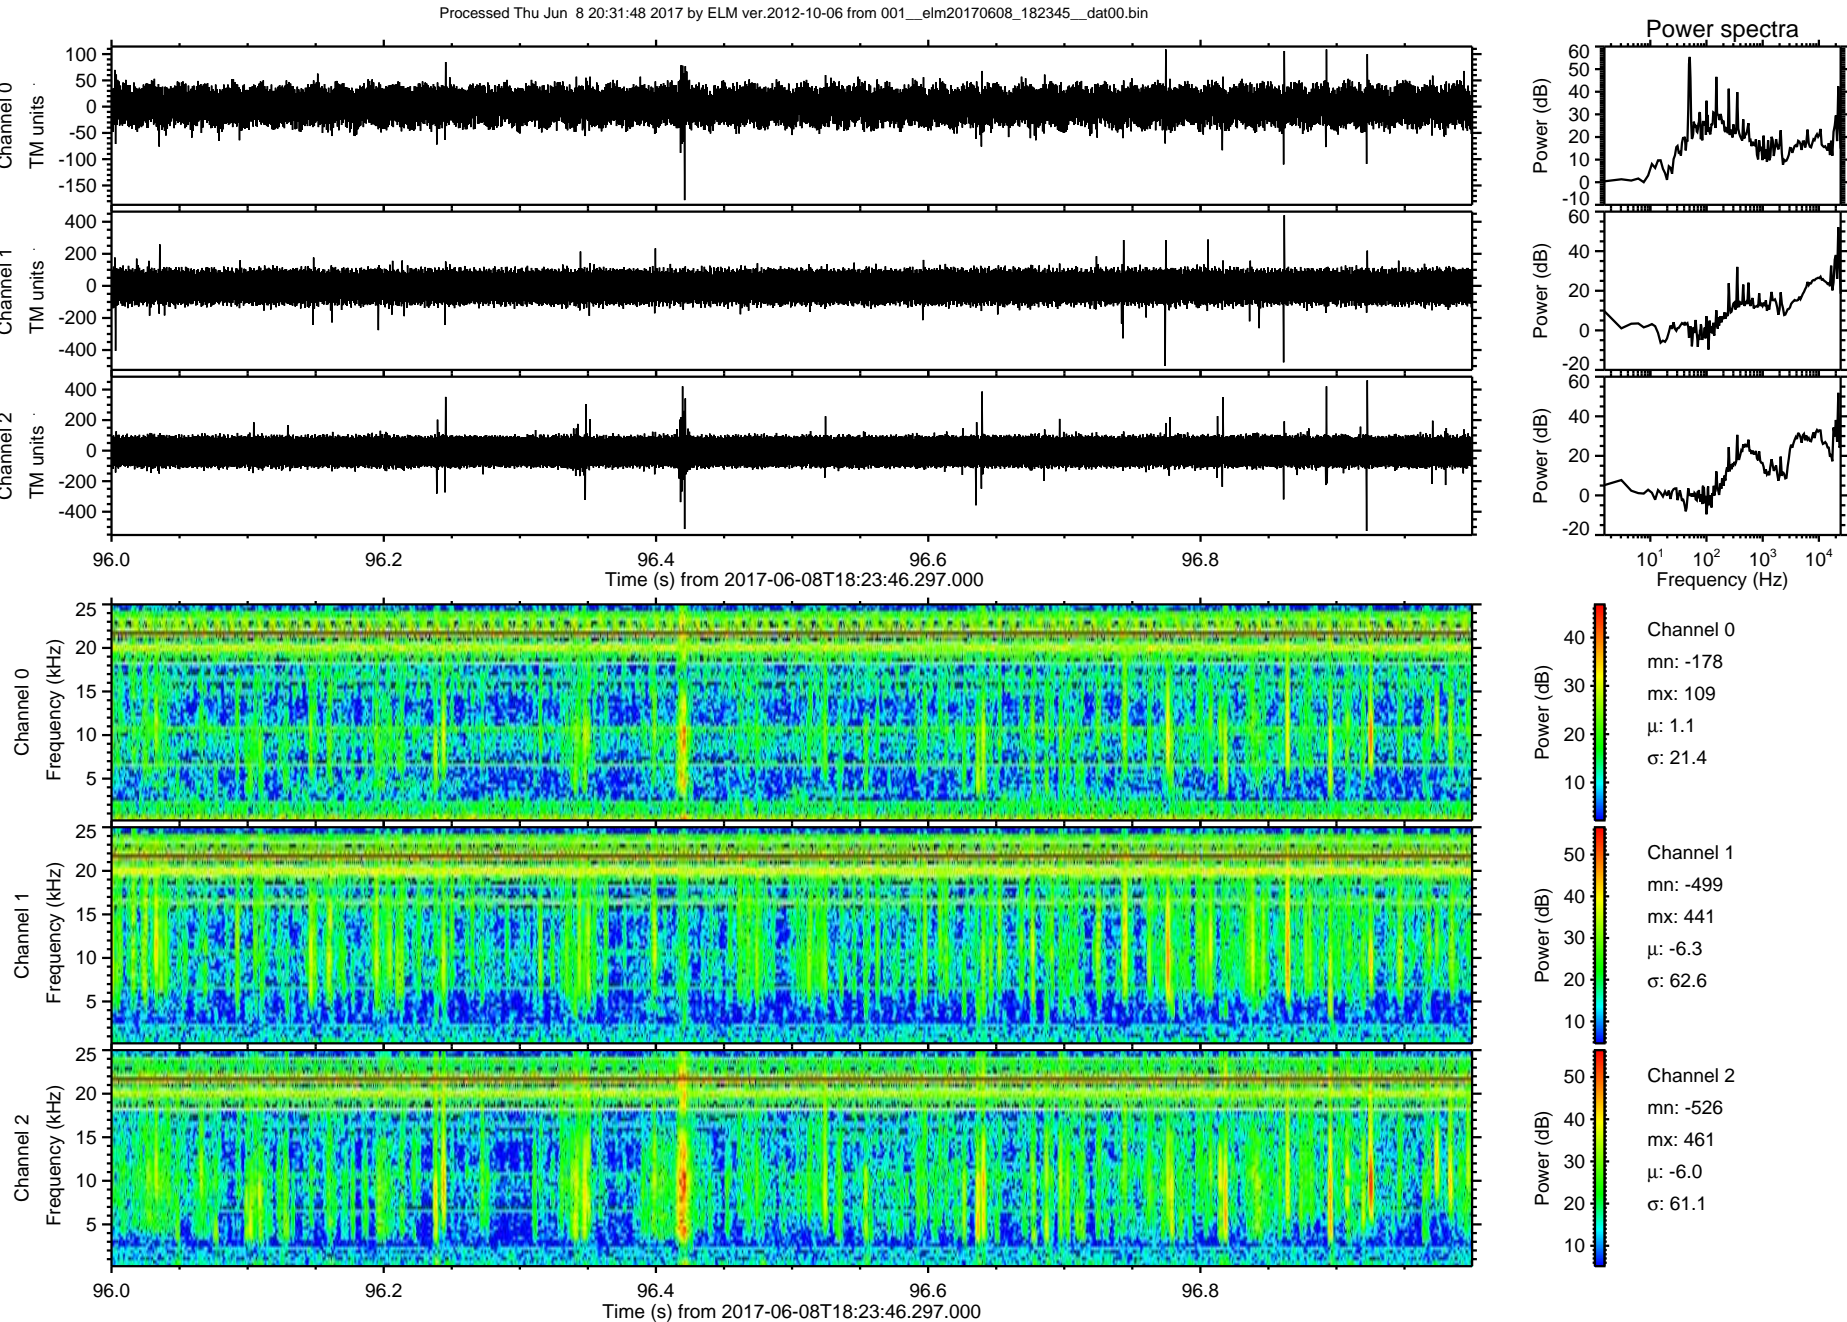 Processed Thu Jun  8 20:31:48 2017 by ELM ver.2012-10-06 from 001__elm20170608_182345__dat00.bin
Power spectra
Channel 0
TM units
100
50
0
-50
-100
-150
Power (dB)
60
50
40
30
20
10
0
-10
Channel 1
TM units
400
200
0
-200
-400
Power (dB)
60
40
20
0
-20
Channel 2
TM units
400
200
0
-200
-400
Power (dB)
60
40
20
0
-20
96.0 96.2 96.4 96.6 96.8
Time (s) from 2017-06-08T18:23:46.297.000
10¹ 10² 10³ 10⁴
Frequency (Hz)
Channel 0
Frequency (kHz)
25
20
15
10
5
Power (dB)
40
30
20
10
Channel 0
mn: -178
mx: 109
μ: 1.1
σ: 21.4
Channel 1
Frequency (kHz)
25
20
15
10
5
Power (dB)
50
40
30
20
10
Channel 1
mn: -499
mx: 441
μ: -6.3
σ: 62.6
Channel 2
Frequency (kHz)
25
20
15
10
5
Power (dB)
50
40
30
20
10
Channel 2
mn: -526
mx: 461
μ: -6.0
σ: 61.1
96.0 96.2 96.4 96.6 96.8
Time (s) from 2017-06-08T18:23:46.297.000